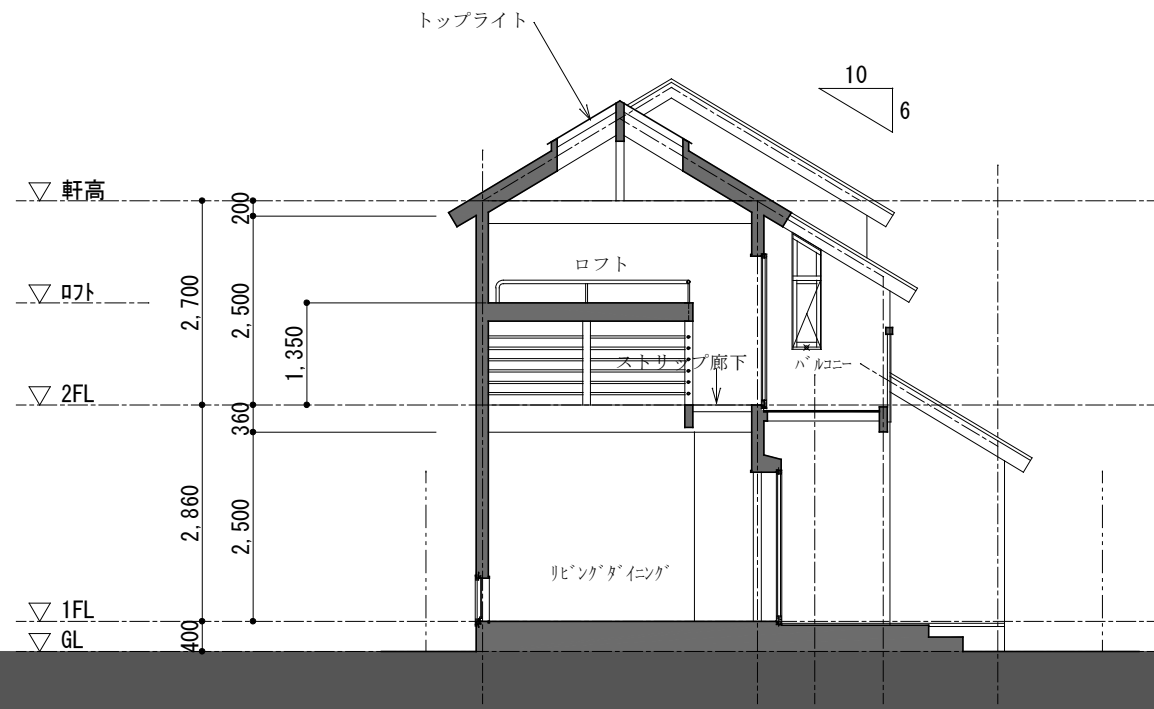 トップライト
10
6
軒高
200
ロフト
ロフト
2,700
2,500
1,350
ストリップ廊下
バルコニー
2FL
360
2,860
2,500
リビングダイニング
1FL
400
GL